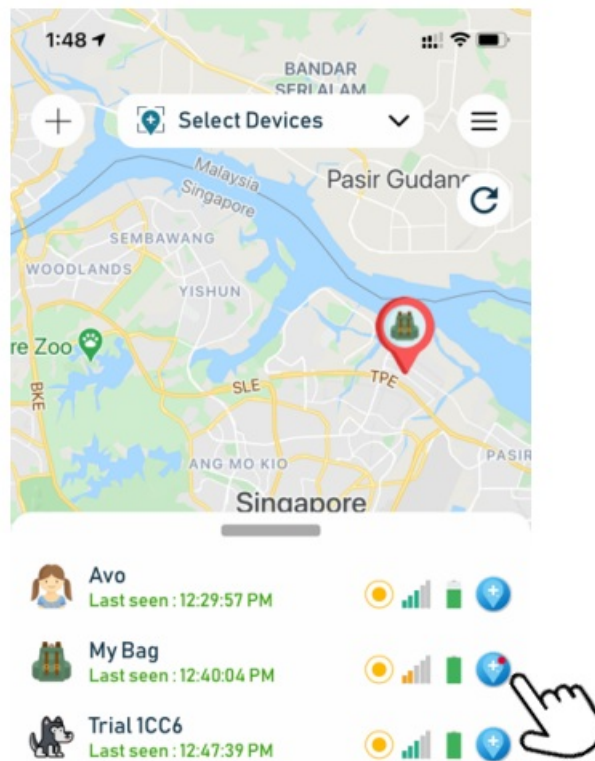 1:48
BANDAR
SERI ALAM
Select Devices
Malaysia
Singapore
Pasir Gudang
SEMBAWANG
WOODLANDS
YISHUN
re Zoo
BKE
SLE
TPE
ANG MO KIO
PASIR
Singapore
Avo
Last seen : 12:29:57 PM
My Bag
Last seen : 12:40:04 PM
Trial 1CC6
Last seen : 12:47:39 PM